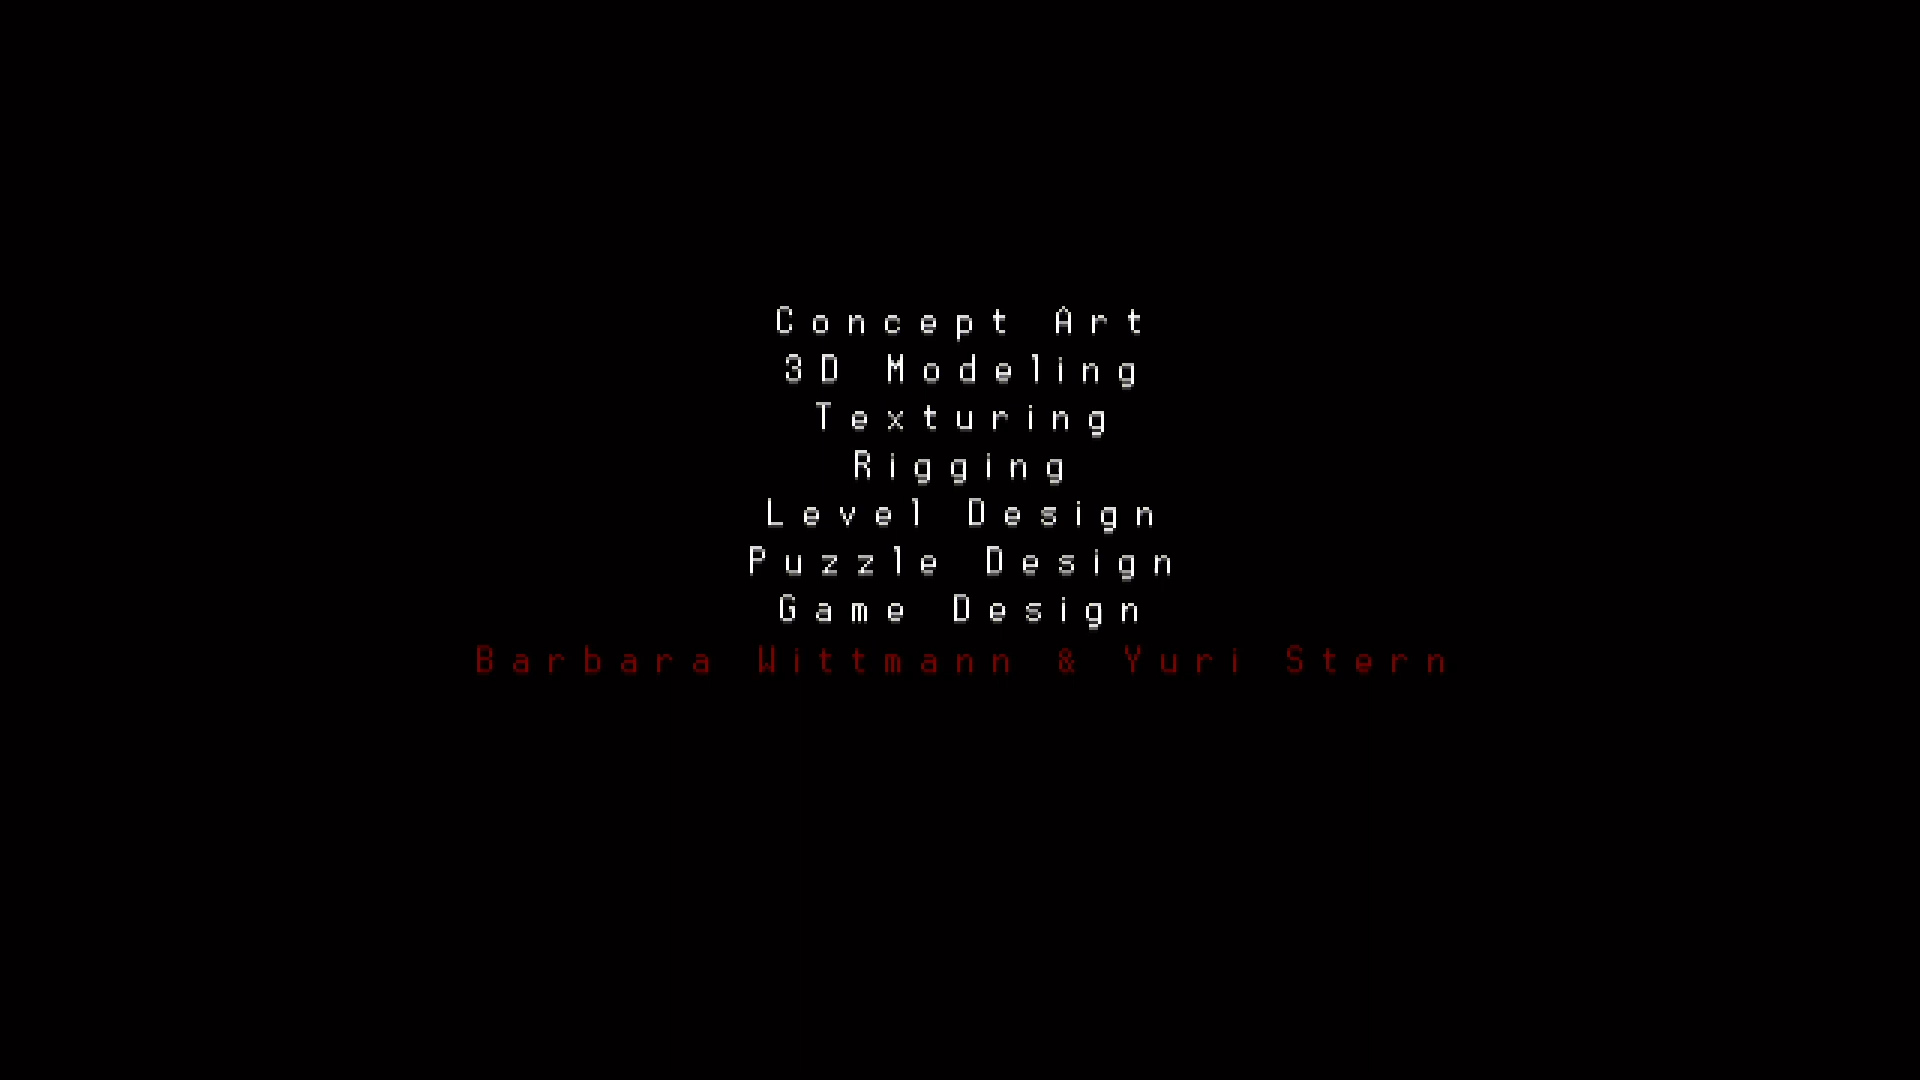 Concept Art
3D Modeling
Texturing
Rigging
Level Design
Puzzle Design
Game Design
Barbara Wittmann & Yuri Stern